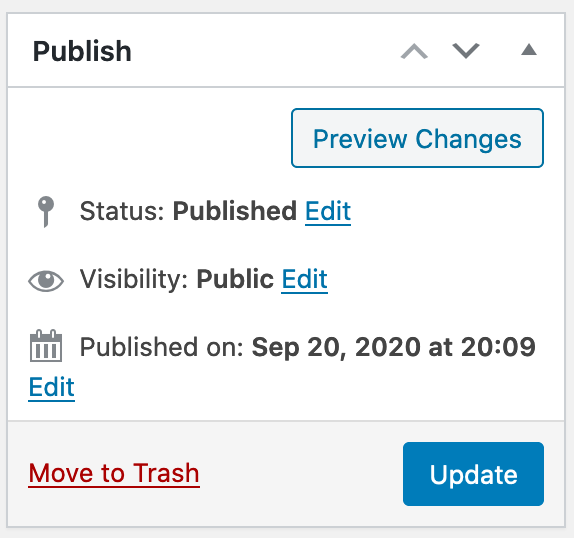 Publish
Preview Changes
Status: Published Edit
Visibility: Public Edit
Published on: Sep 20, 2020 at 20:09
Edit
Move to Trash
Update